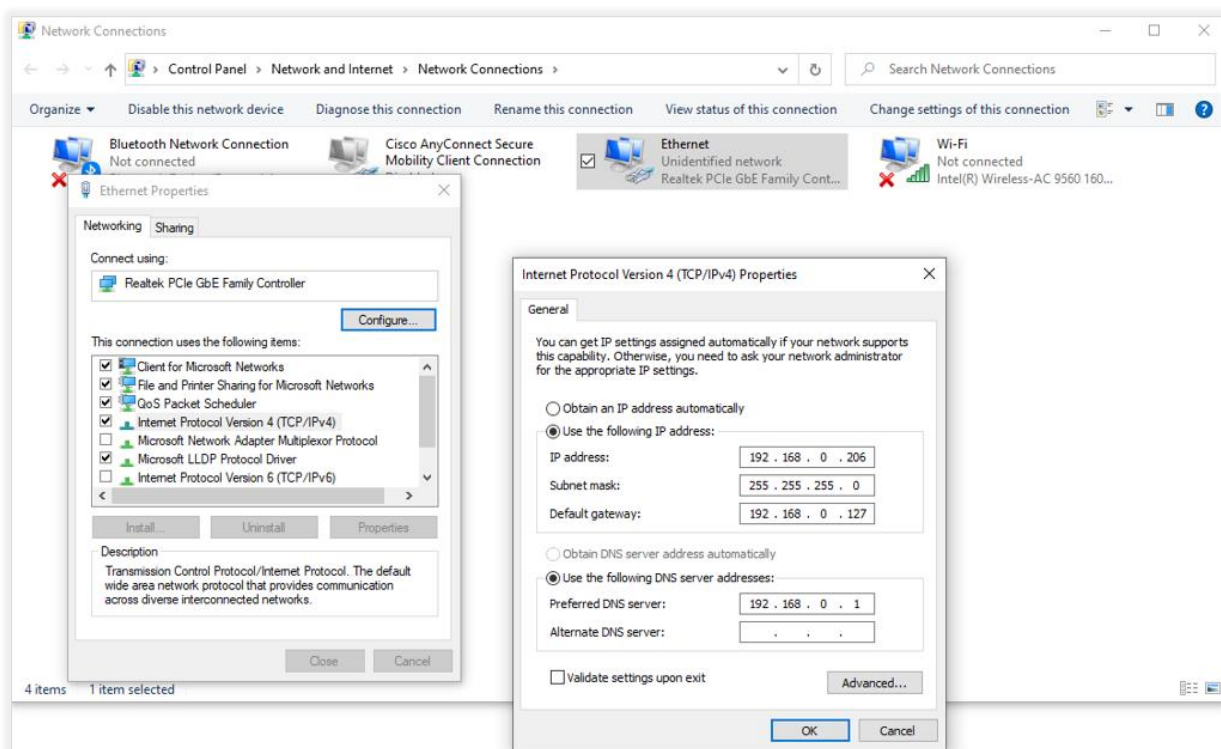 Network Connections
Control Panel > Network and Internet > Network Connections >
Search Network Connections
Organize
Disable this network device
Diagnose this connection
Rename this connection
View status of this connection
Change settings of this connection
Bluetooth Network Connection
Not connected
Cisco AnyConnect Secure
Mobility Client Connection
Ethernet
Unidentified network
Realtek PCIe GbE Family Cont...
Wi-Fi
Not connected
Intel(R) Wireless-AC 9560 160...
Ethernet Properties
Networking
Sharing
Connect using:
Realtek PCIe GbE Family Controller
Configure...
This connection uses the following items:
Client for Microsoft Networks
File and Printer Sharing for Microsoft Networks
QoS Packet Scheduler
Internet Protocol Version 4 (TCP/IPv4)
Microsoft Network Adapter Multiplexor Protocol
Microsoft LLDP Protocol Driver
Internet Protocol Version 6 (TCP/IPv6)
Install...
Uninstall
Properties
Description
Transmission Control Protocol/Internet Protocol. The default
wide area network protocol that provides communication
across diverse interconnected networks.
Close
Cancel
Internet Protocol Version 4 (TCP/IPv4) Properties
General
You can get IP settings assigned automatically if your network supports
this capability. Otherwise, you need to ask your network administrator
for the appropriate IP settings.
Obtain an IP address automatically
Use the following IP address:
IP address: 192 . 168 . 0 . 206
Subnet mask: 255 . 255 . 255 . 0
Default gateway: 192 . 168 . 0 . 127
Obtain DNS server address automatically
Use the following DNS server addresses:
Preferred DNS server: 192 . 168 . 0 . 1
Alternate DNS server: . . .
Validate settings upon exit
Advanced...
OK
Cancel
4 items
1 item selected